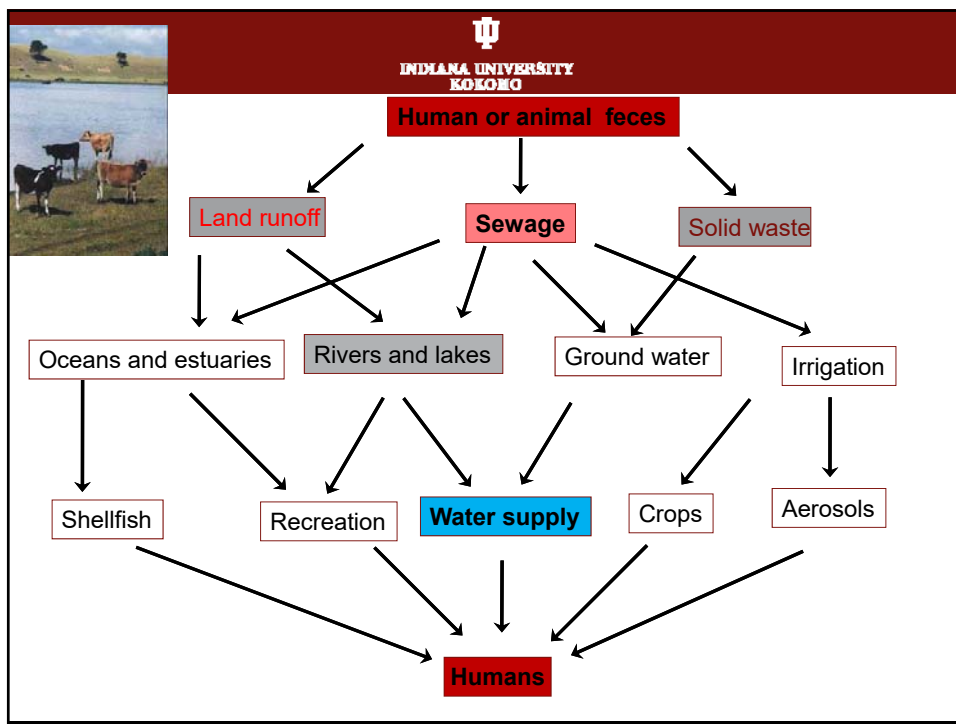 INDIANA UNIVERSITY
KOKOMO
Human or animal feces
Land runoff
Sewage
Solid waste
Oceans and estuaries
Rivers and lakes
Ground water
Irrigation
Shellfish
Recreation
Water supply
Crops
Aerosols
Humans